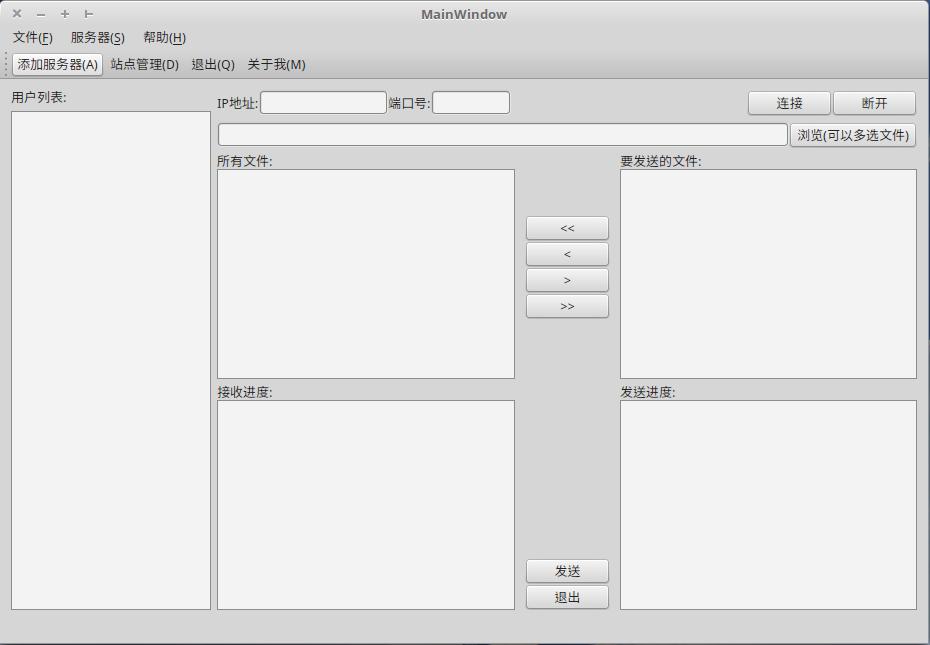 MainWindow
文件(F) 服务器(S) 帮助(H)
添加服务器(A) 站点管理(D) 退出(Q) 关于我(M)
用户列表:
IP地址: 端口号: 连接 断开
浏览(可以多选文件)
所有文件: 要发送的文件:
<<
<
>
>>
接收进度: 发送进度:
发送
退出